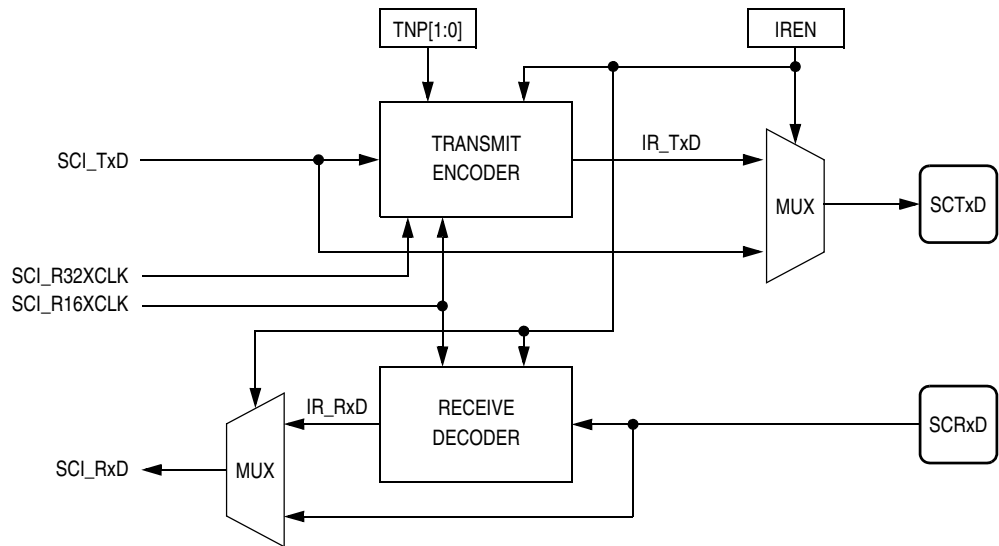 TNP[1:0]
IREN
TRANSMIT
ENCODER
IR_TxD
SCI_TxD
MUX
SCTxD
SCI_R32XCLK
SCI_R16XCLK
IR_RxD
RECEIVE
DECODER
SCRxD
SCI_RxD
MUX